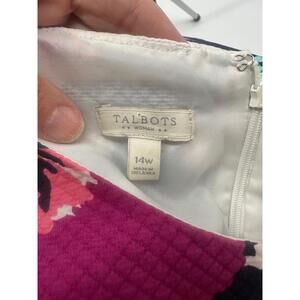 TALBOTS
WOMAN
14W
MADE IN
SRI LANKA